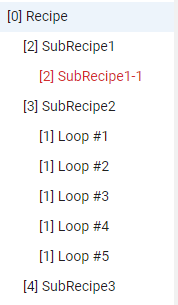 [0] Recipe
[2] SubRecipe1
[2] SubRecipe1-1
[3] SubRecipe2
[1] Loop #1
[1] Loop #2
[1] Loop #3
[1] Loop #4
[1] Loop #5
[4] SubRecipe3